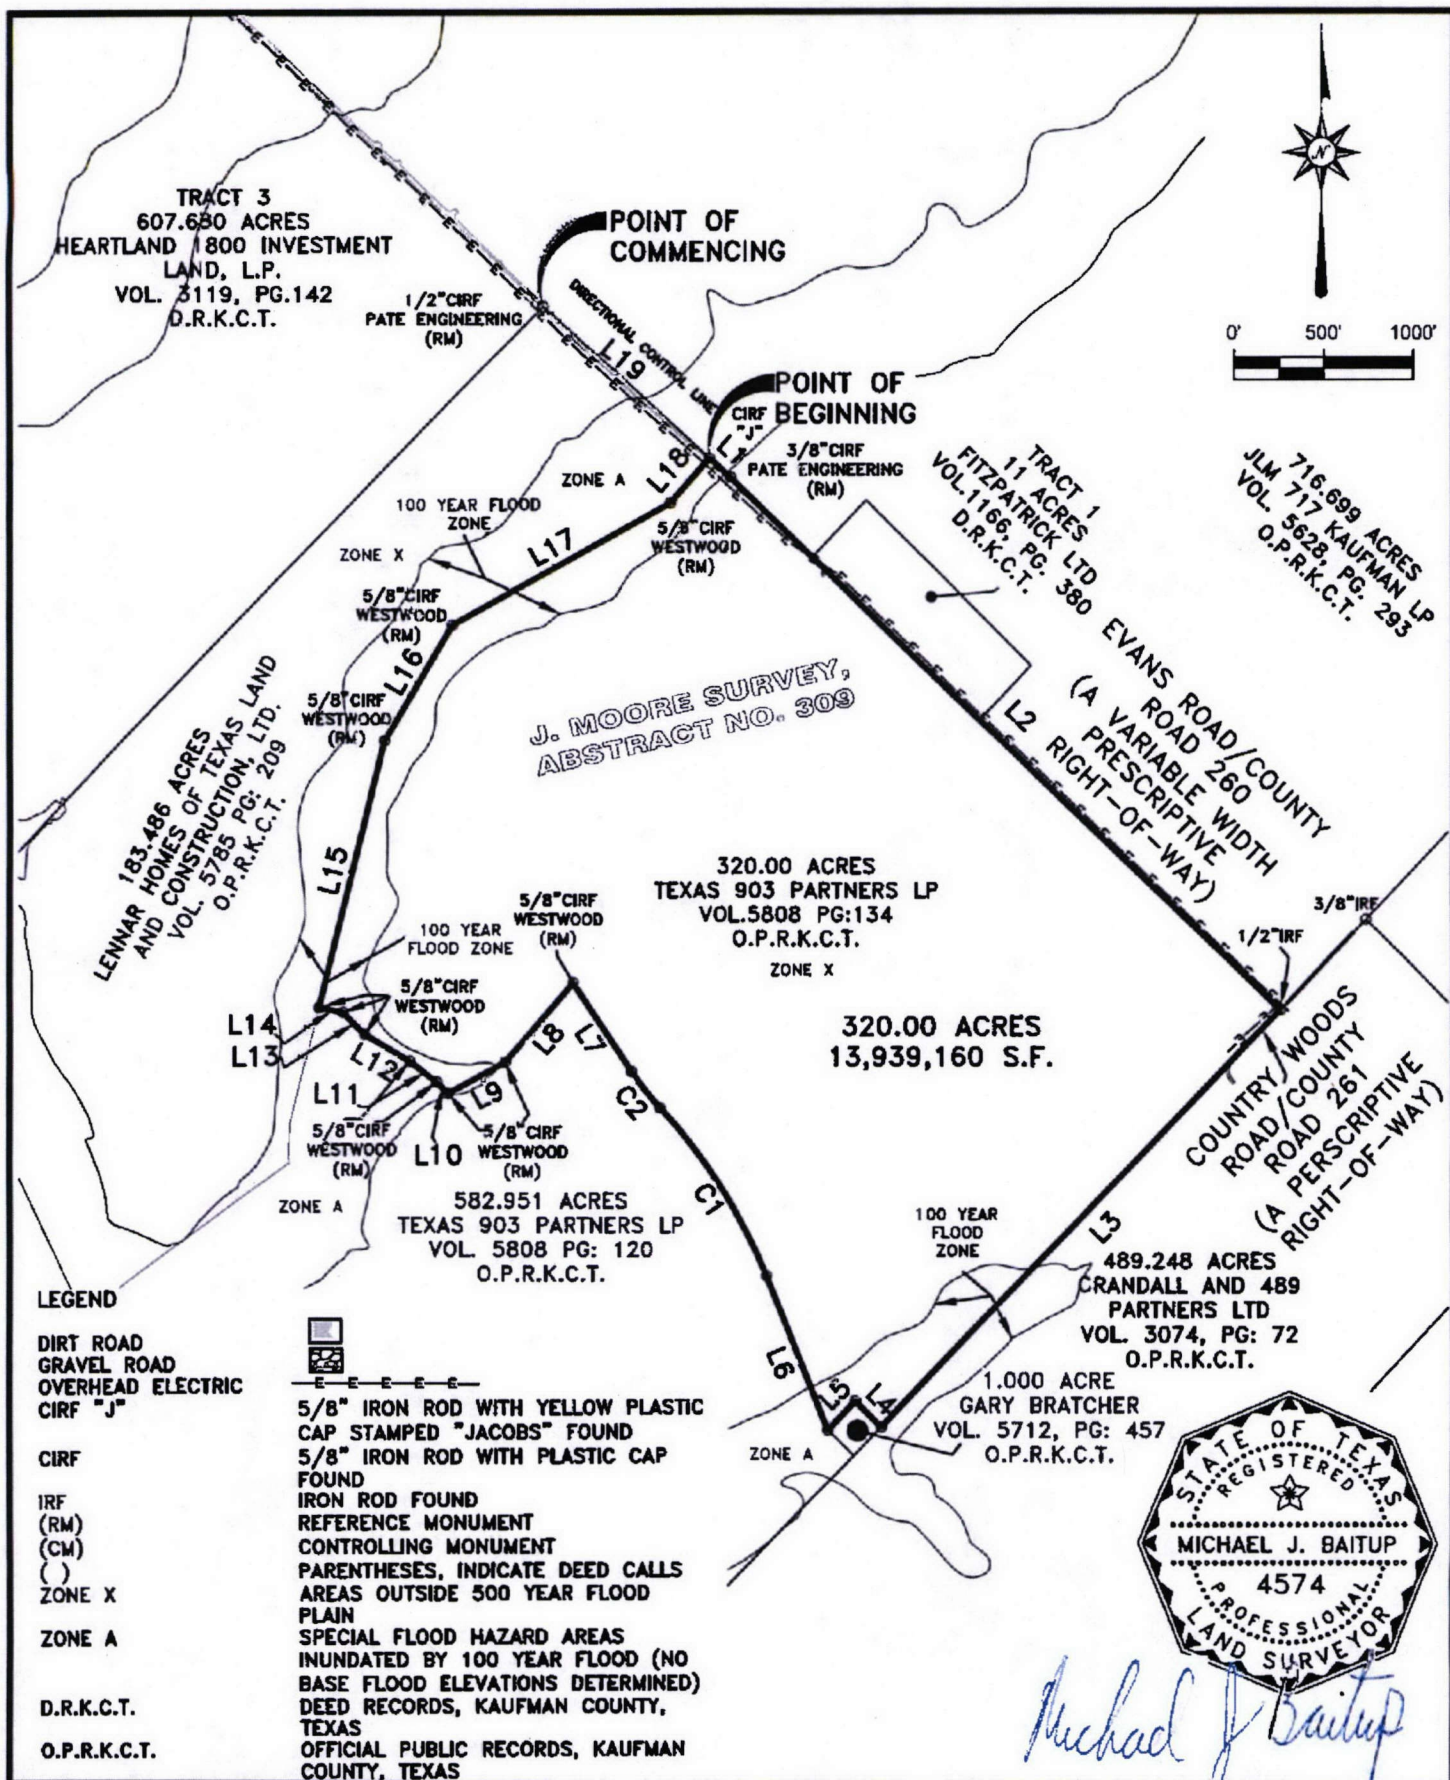 TRACT 3
607.680 ACRES
HEARTLAND 1800 INVESTMENT
LAND, L.P.
VOL. 3119, PG.142
D.R.K.C.T.
POINT OF
COMMENCING
1/2"CIRF
PATE ENGINEERING
(RM)
DIRECTIONAL CONTROL LINE
L19
N
0' 500' 1000'
POINT OF
BEGINNING
CIRF
"J"
L1
3/8"CIRF
PATE ENGINEERING
(RM)
L18
ZONE A
100 YEAR FLOOD
ZONE
L17
5/8"CIRF
WESTWOOD
(RM)
ZONE X
5/8"CIRF
WESTWOOD
(RM)
L16
5/8"CIRF
WESTWOOD
(RM)
TRACT 1
11 ACRES
FITZPATRICK LTD
VOL.1166, PG. 380
D.R.K.C.T.
716.699 ACRES
JLM 717 KAUFMAN LP
VOL. 5628, PG. 293
O.P.R.K.C.T.
J. MOORE SURVEY,
ABSTRACT NO. 309
L2
EVANS ROAD/COUNTY
ROAD 260
(A VARIABLE WIDTH
PRESCRIPTIVE
RIGHT-OF-WAY)
183.486 ACRES
LENNAR HOMES OF TEXAS LAND
AND CONSTRUCTION, LTD.
VOL. 5785 PG: 209
O.P.R.K.C.T.
L15
320.00 ACRES
TEXAS 903 PARTNERS LP
VOL.5808 PG:134
O.P.R.K.C.T.
ZONE X
5/8"CIRF
WESTWOOD
(RM)
100 YEAR
FLOOD ZONE
3/8"IRF
1/2"IRF
5/8"CIRF
WESTWOOD
(RM)
L14
L13
L12
L11
L10
L9
L8
L7
C2
C1
320.00 ACRES
13,939,160 S.F.
COUNTRY WOODS
ROAD/COUNTY
ROAD 261
(A PERSCRIPTIVE
RIGHT-OF-WAY)
5/8"CIRF
WESTWOOD
(RM)
5/8"CIRF
WESTWOOD
(RM)
ZONE A
582.951 ACRES
TEXAS 903 PARTNERS LP
VOL. 5808 PG: 120
O.P.R.K.C.T.
100 YEAR
FLOOD
ZONE
L3
489.248 ACRES
CRANDALL AND 489
PARTNERS LTD
VOL. 3074, PG: 72
O.P.R.K.C.T.
L6
L5
L4
1.000 ACRE
GARY BRATCHER
VOL. 5712, PG: 457
O.P.R.K.C.T.
ZONE A
LEGEND
DIRT ROAD
GRAVEL ROAD
OVERHEAD ELECTRIC E E E E E
CIRF "J" 5/8" IRON ROD WITH YELLOW PLASTIC
CAP STAMPED "JACOBS" FOUND
CIRF 5/8" IRON ROD WITH PLASTIC CAP
FOUND
IRF IRON ROD FOUND
(RM) REFERENCE MONUMENT
(CM) CONTROLLING MONUMENT
( ) PARENTHESES, INDICATE DEED CALLS
ZONE X AREAS OUTSIDE 500 YEAR FLOOD
PLAIN
ZONE A SPECIAL FLOOD HAZARD AREAS
INUNDATED BY 100 YEAR FLOOD (NO
BASE FLOOD ELEVATIONS DETERMINED)
D.R.K.C.T. DEED RECORDS, KAUFMAN COUNTY,
TEXAS
O.P.R.K.C.T. OFFICIAL PUBLIC RECORDS, KAUFMAN
COUNTY, TEXAS
STATE OF TEXAS
REGISTERED
MICHAEL J. BAITUP
4574
PROFESSIONAL
LAND SURVEYOR
Michael J Baitup